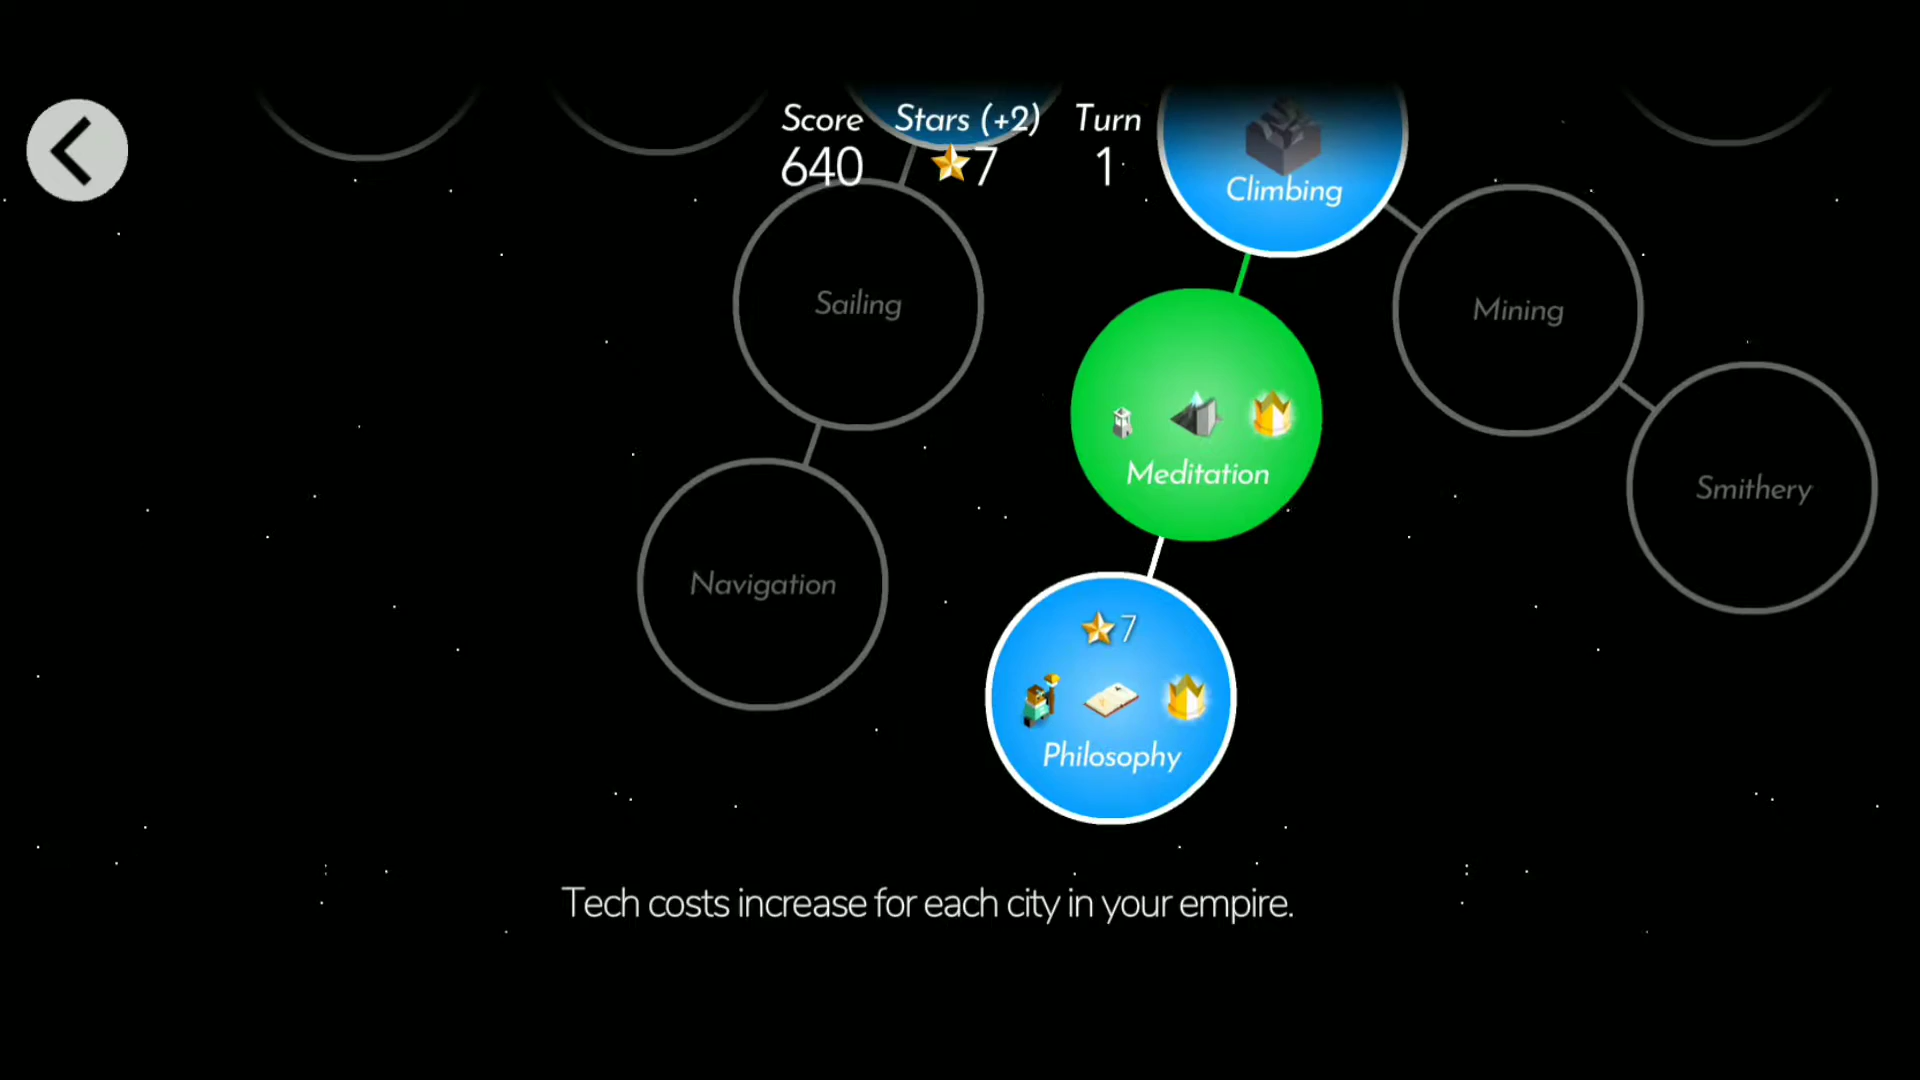 Score Stars (+2) Turn
640 7 1
Climbing
Sailing
Mining
Meditation
Smithery
Navigation
7
Philosophy
Tech costs increase for each city in your empire.